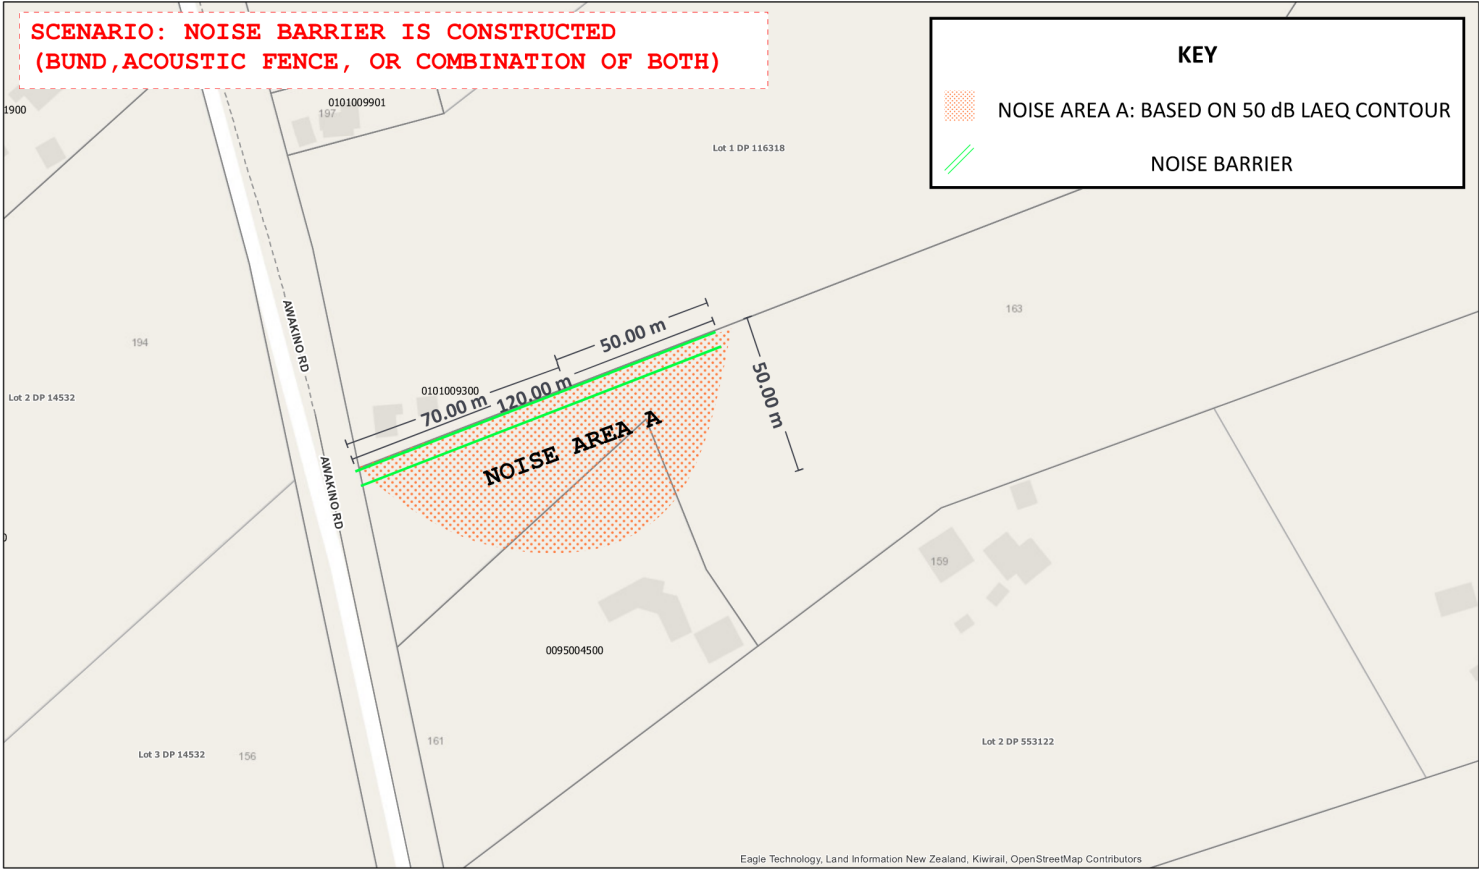 SCENARIO: NOISE BARRIER IS CONSTRUCTED
(BUND,ACOUSTIC FENCE, OR COMBINATION OF BOTH)
KEY
NOISE AREA A: BASED ON 50 dB LAEQ CONTOUR
NOISE BARRIER
1900
0101009901
197
Lot 1 DP 116318
163
194
AWAKINO RD
50.00 m
0101009300
120.00 m
70.00 m
50.00 m
Lot 2 DP 14532
NOISE AREA A
AWAKINO RD
159
0095004500
161
Lot 3 DP 14532
156
Lot 2 DP 553122
Eagle Technology, Land Information New Zealand, Kiwirail, OpenStreetMap Contributors